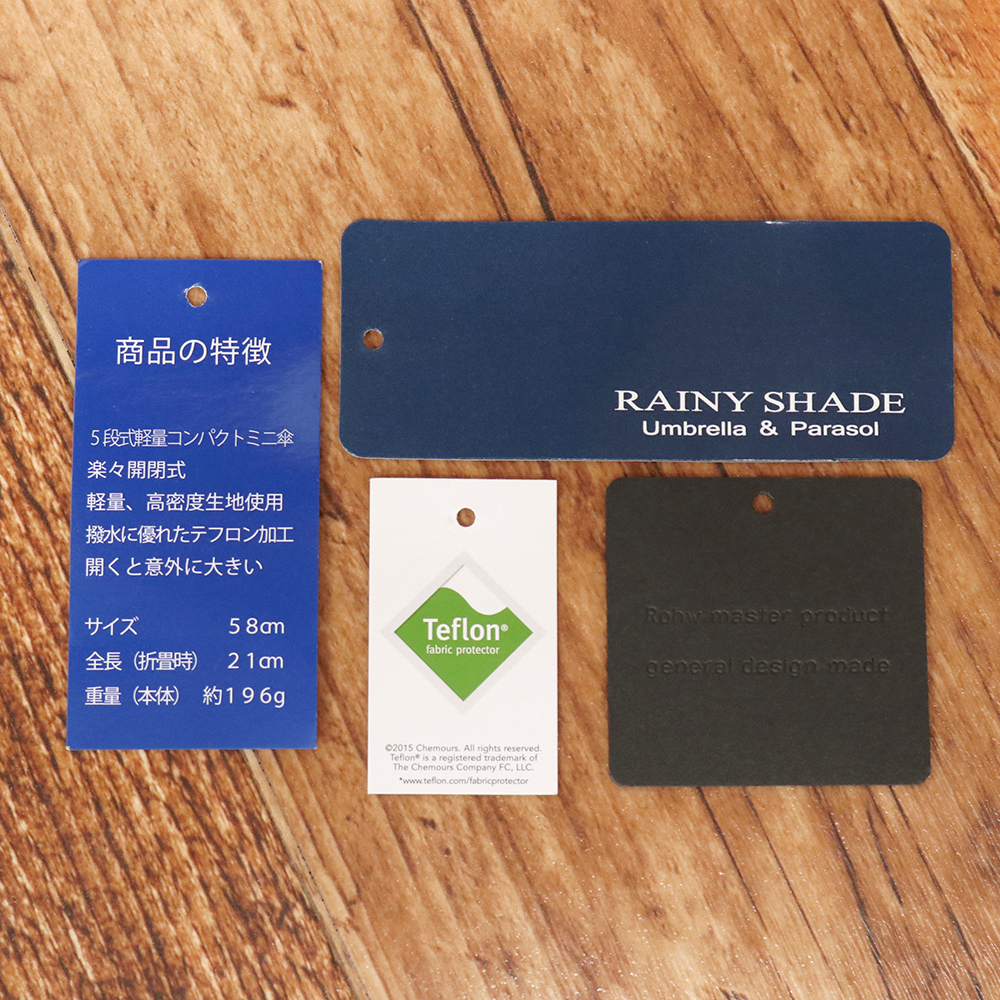 商品の特徴
5段式軽量コンパクトミニ傘
楽々開閉式
軽量、高密度生地使用
撥水に優れたテフロン加工
開くと意外に大きい
サイズ 58cm
全長（折畳時） 21cm
重量（本体） 約196g
RAINY SHADE
Umbrella & Parasol
Teflon®
fabric protector
©2015 Chemours. All rights reserved.
Teflon® is a registered trademark of
The Chemours Company FC, LLC.
*www.teflon.com/fabricprotector
Rohw master product
general design made